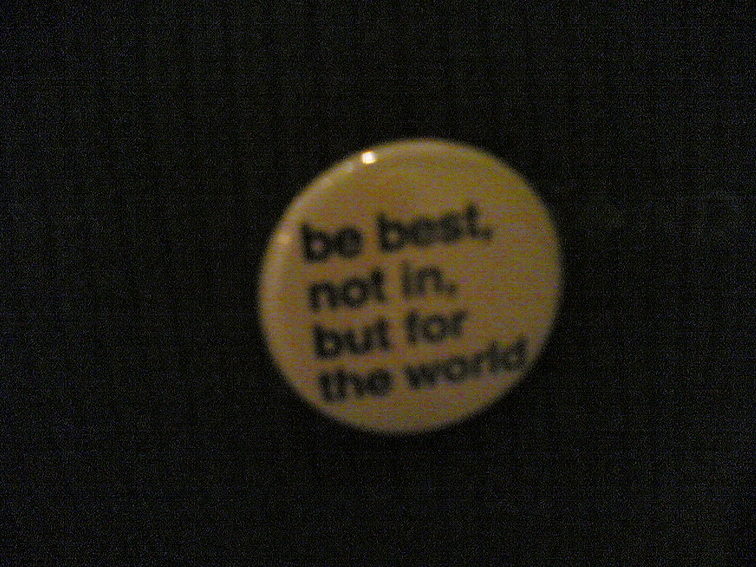 be best,
not in,
but for
the world